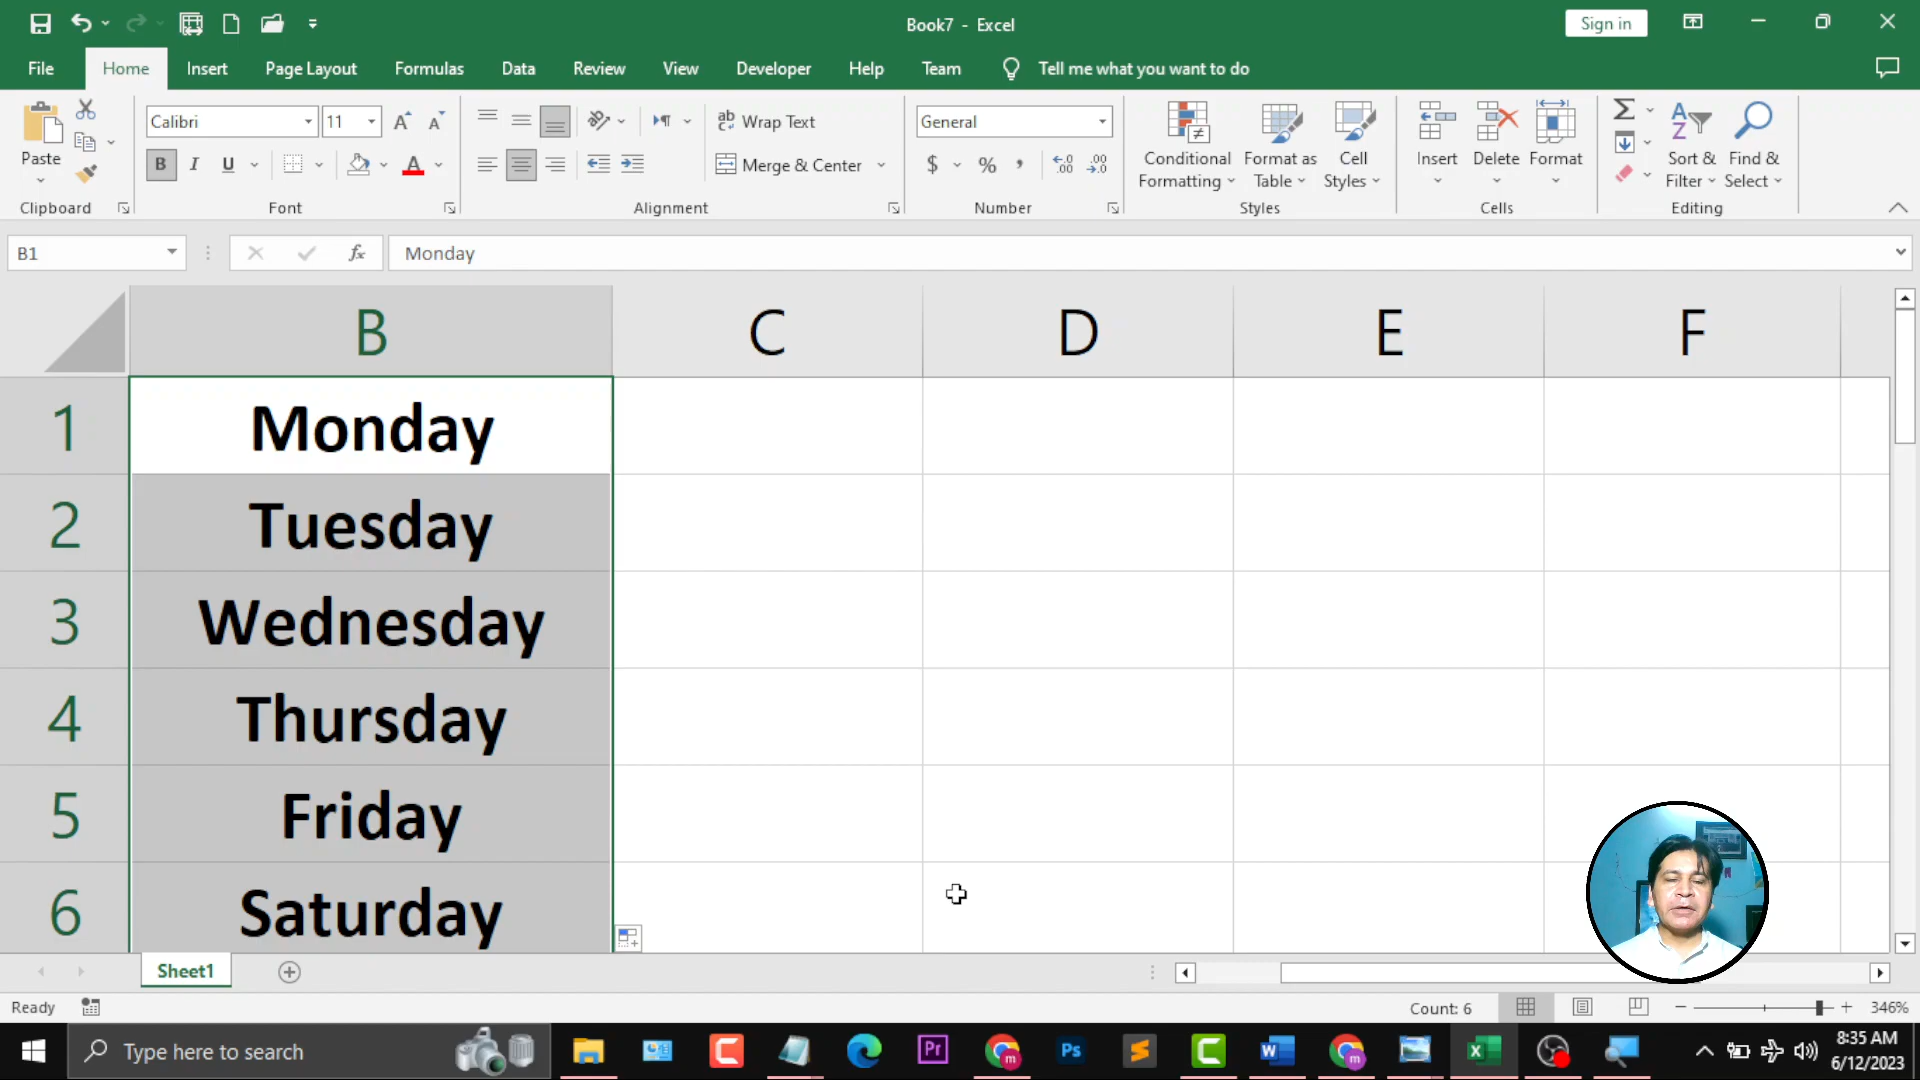 Book7 - Excel
Sign in
File Home Insert Page Layout Formulas Data Review View Developer Help Team Tell me what you want to do
Paste
Clipboard
Calibri 11
B I U A
Font
ab Wrap Text
Merge & Center
Alignment
General
$ % ,
Number
Conditional Formatting
Format as Table
Cell Styles
Styles
Insert
Delete
Format
Cells
Sort & Filter
Find & Select
Editing
B1 fx Monday
B C D E F
1 Monday
2 Tuesday
3 Wednesday
4 Thursday
5 Friday
6 Saturday
Sheet1
Ready Count: 6 346%
Type here to search
Pr
Ps
8:35 AM
6/12/2023